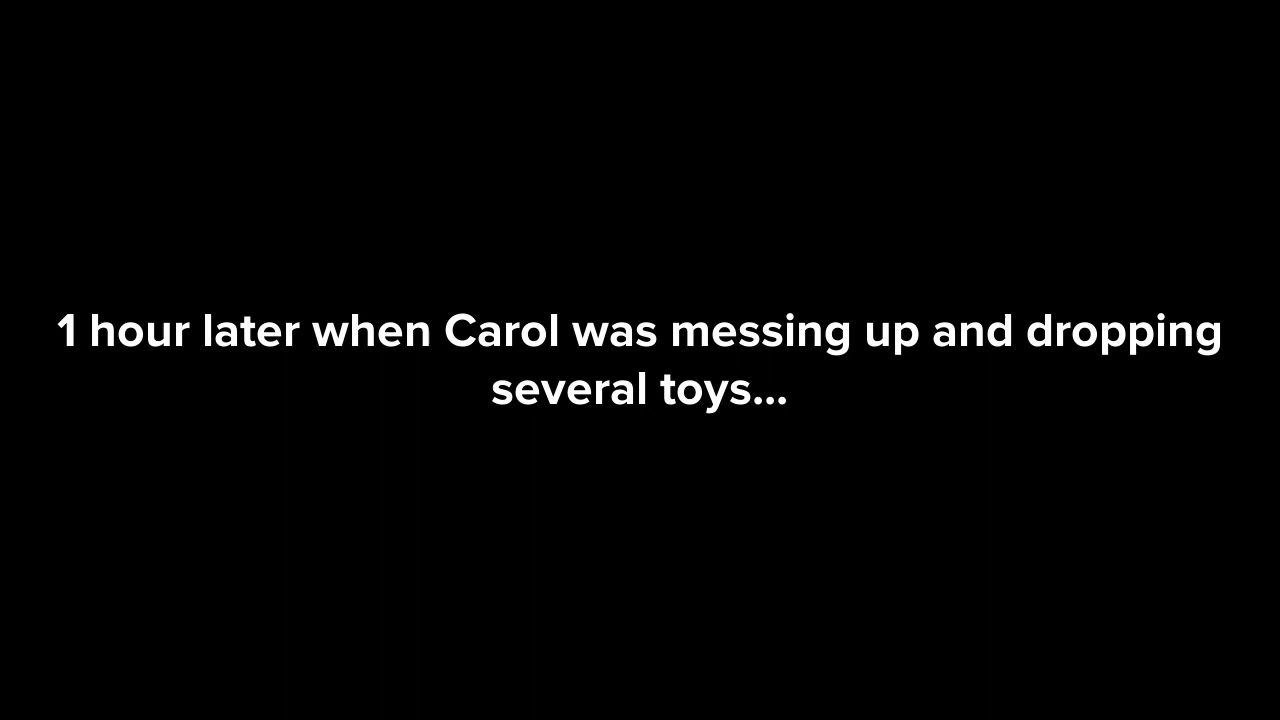 1 hour later when Carol was messing up and dropping
several toys...